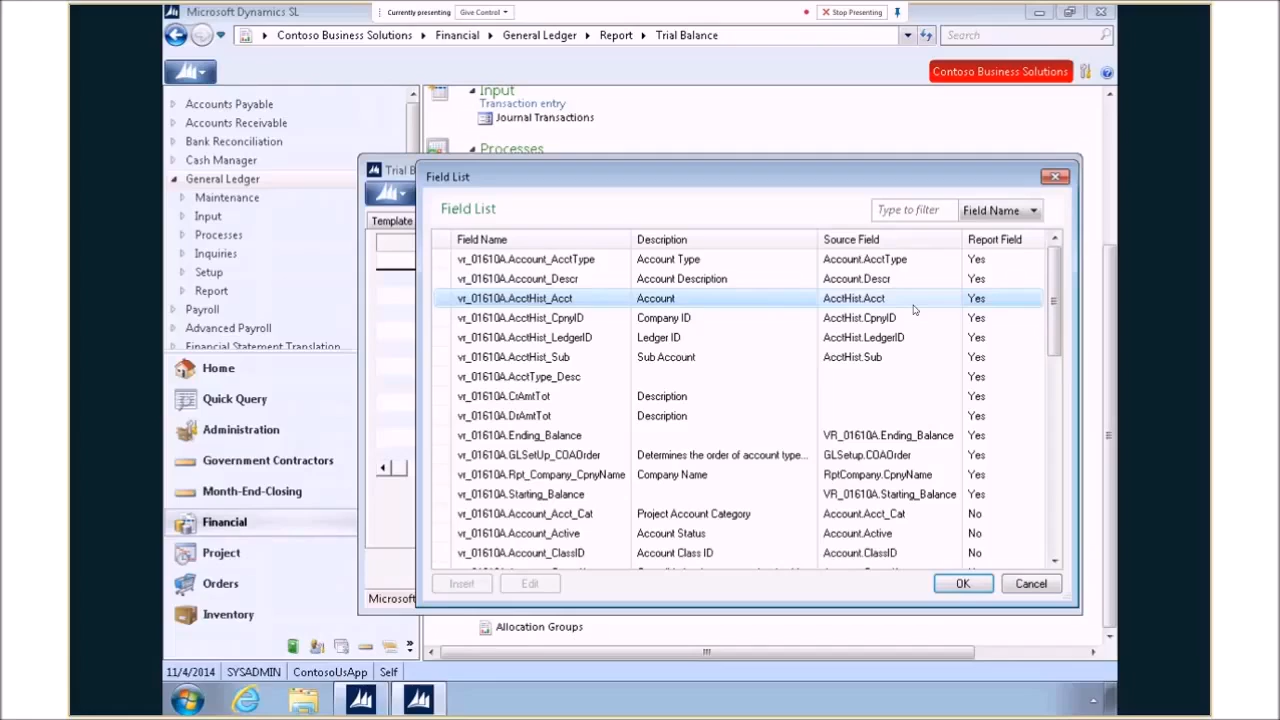 Microsoft Dynamics SL
Currently presenting
Give Control
Stop Presenting
Contoso Business Solutions
Financial
General Ledger
Report
Trial Balance
Search
Contoso Business Solutions
Accounts Payable
Accounts Receivable
Bank Reconciliation
Cash Manager
General Ledger
Maintenance
Input
Processes
Inquiries
Setup
Report
Payroll
Advanced Payroll
Financial Statement Translation
Home
Quick Query
Administration
Government Contractors
Month-End-Closing
Financial
Project
Orders
Inventory
Input
Transaction entry
Journal Transactions
Processes
Trial B
Template
Microsoft
Field List
Field List
Type to filter
Field Name
Field Name Description Source Field Report Field
vr_01610A.Account_AcctType Account Type Account.AcctType Yes
vr_01610A.Account_Descr Account Description Account.Descr Yes
vr_01610A.AcctHist_Acct Account AcctHist.Acct Yes
vr_01610A.AcctHist_CpnyID Company ID AcctHist.CpnyID Yes
vr_01610A.AcctHist_LedgerID Ledger ID AcctHist.LedgerID Yes
vr_01610A.AcctHist_Sub Sub Account AcctHist.Sub Yes
vr_01610A.AcctType_Desc Yes
vr_01610A.CrAmtTot Description Yes
vr_01610A.DrAmtTot Description Yes
vr_01610A.Ending_Balance VR_01610A.Ending_Balance Yes
vr_01610A.GLSetUp_COAOrder Determines the order of account type... GLSetup.COAOrder Yes
vr_01610A.Rpt_Company_CpnyName Company Name RptCompany.CpnyName Yes
vr_01610A.Starting_Balance VR_01610A.Starting_Balance Yes
vr_01610A.Account_Acct_Cat Project Account Category Account.Acct_Cat No
vr_01610A.Account_Active Account Status Account.Active No
vr_01610A.Account_ClassID Account Class ID Account.ClassID No
Insert
Edit
OK
Cancel
Allocation Groups
11/4/2014 SYSADMIN ContosoUsApp Self